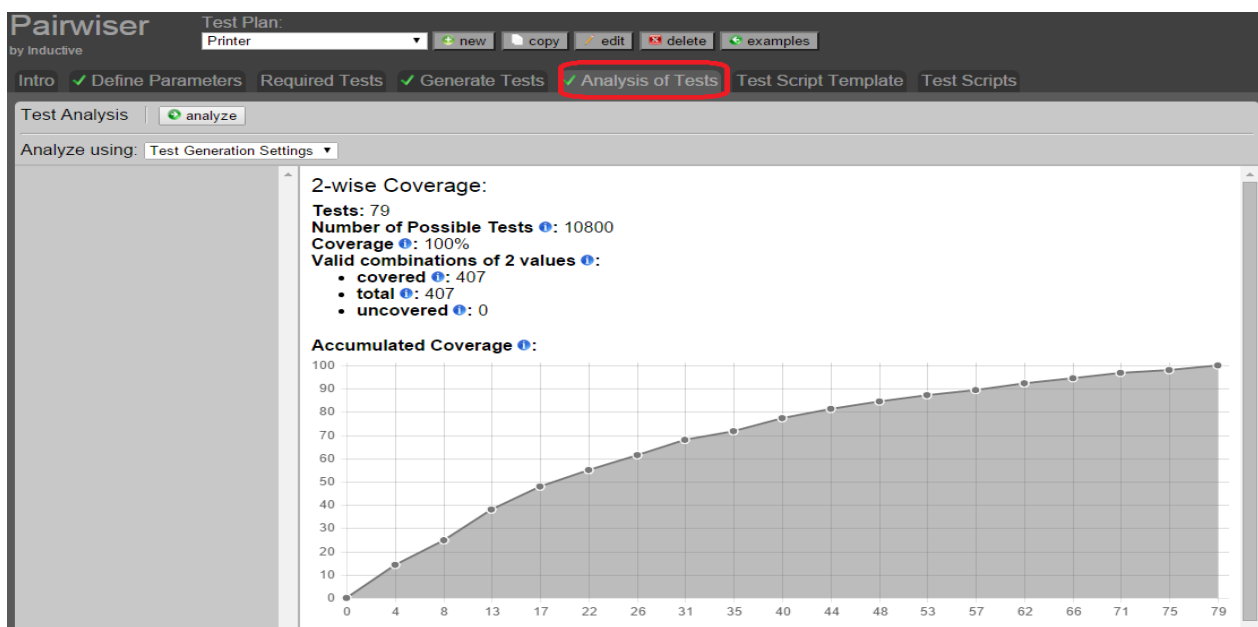 Pairwiser
by Inductive
Test Plan:
Printer
new copy edit delete examples
Intro Define Parameters Required Tests Generate Tests Analysis of Tests Test Script Template Test Scripts
Test Analysis analyze
Analyze using: Test Generation Settings
2-wise Coverage:
Tests: 79
Number of Possible Tests i: 10800
Coverage i: 100%
Valid combinations of 2 values i:
• covered i: 407
• total i: 407
• uncovered i: 0
Accumulated Coverage i:
100
90
80
70
60
50
40
30
20
10
0
0 4 8 13 17 22 26 31 35 40 44 48 53 57 62 66 71 75 79